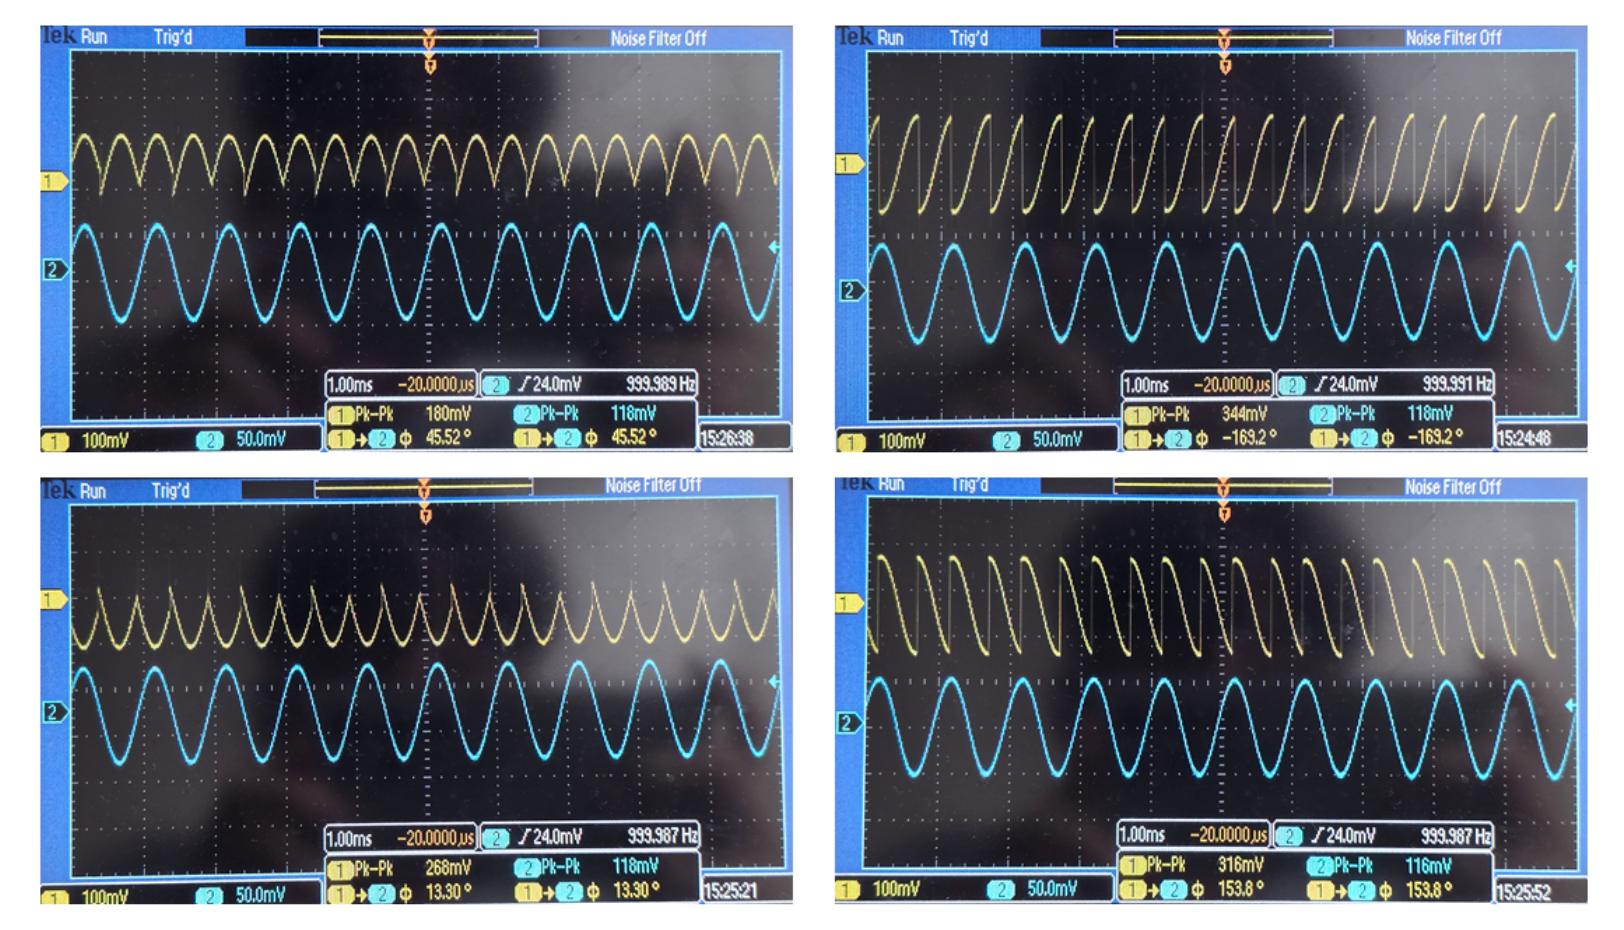 Tek Run Trig'd Noise Filter Off
1
2
1.00ms -20.0000µs 2 ∫ 24.0mV 999.989 Hz
1 Pk-Pk 180mV 2 Pk-Pk 118mV
1 100mV 2 50.0mV 1→2 ϕ 45.52 ° 1→2 ϕ 45.52 ° 15:26:38
Tek Run Trig'd Noise Filter Off
1
2
1.00ms -20.0000µs 2 ∫ 24.0mV 999.991 Hz
1 Pk-Pk 344mV 2 Pk-Pk 118mV
1 100mV 2 50.0mV 1→2 ϕ -169.2 ° 1→2 ϕ -169.2 ° 15:24:48
Tek Run Trig'd Noise Filter Off
1
2
1.00ms -20.0000µs 2 ∫ 24.0mV 999.987 Hz
1 Pk-Pk 268mV 2 Pk-Pk 118mV
1 100mV 2 50.0mV 1→2 ϕ 13.30 ° 1→2 ϕ 13.30 ° 15:25:21
Tek Run Trig'd Noise Filter Off
1
2
1.00ms -20.0000µs 2 ∫ 24.0mV 999.987 Hz
1 Pk-Pk 316mV 2 Pk-Pk 116mV
1 100mV 2 50.0mV 1→2 ϕ 153.8 ° 1→2 ϕ 153.8 ° 15:25:52